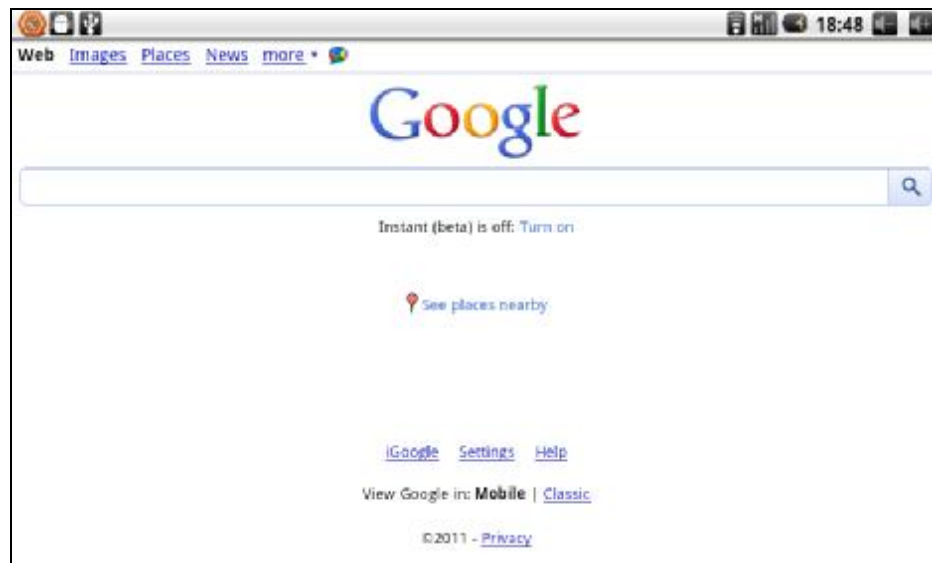 18:48
Web Images Places News more
Google
Instant (beta) is off: Turn on
See places nearby
iGoogle Settings Help
View Google in: Mobile | Classic
©2011 - Privacy